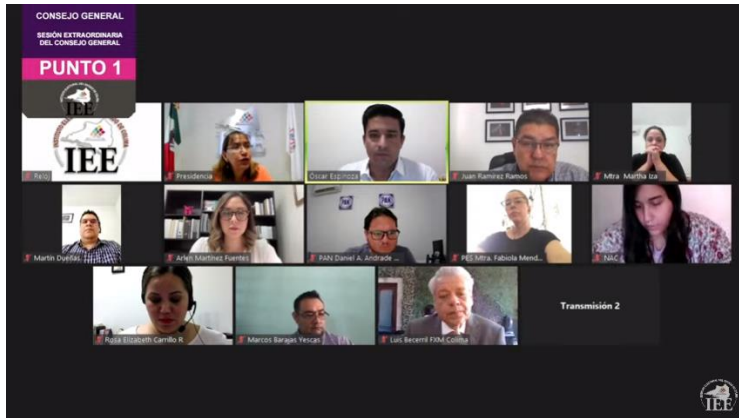 CONSEJO GENERAL
SESIÓN EXTRAORDINARIA
DEL CONSEJO GENERAL
PUNTO 1
IEE
IEE
Reloj
Presidencia
Óscar Espinoza
Juan Ramírez Ramos
Mtra Martha Iza
Martín Dueñas
Arlen Martínez Fuentes
PAN Daniel A. Andrade ...
PES Mtra. Fabiola Mend...
NAC
Rosa Elizabeth Carrillo R
Marcos Barajas Yescas
Luis Becerril FXM Colima
Transmisión 2
IEE